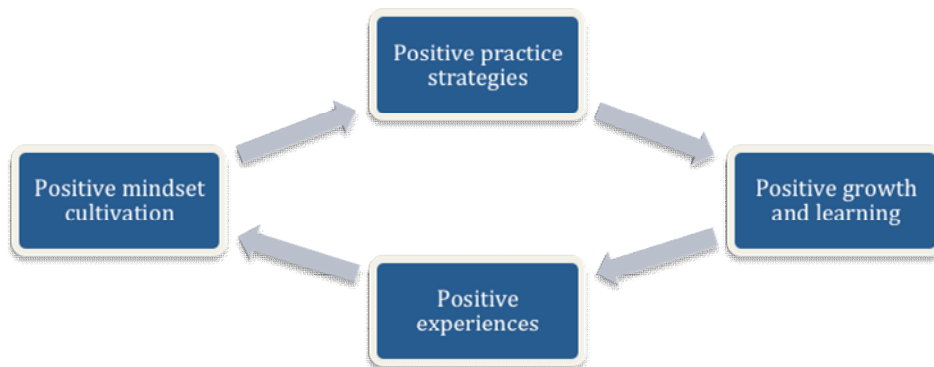 Positive practice
strategies
Positive mindset
cultivation
Positive growth
and learning
Positive
experiences